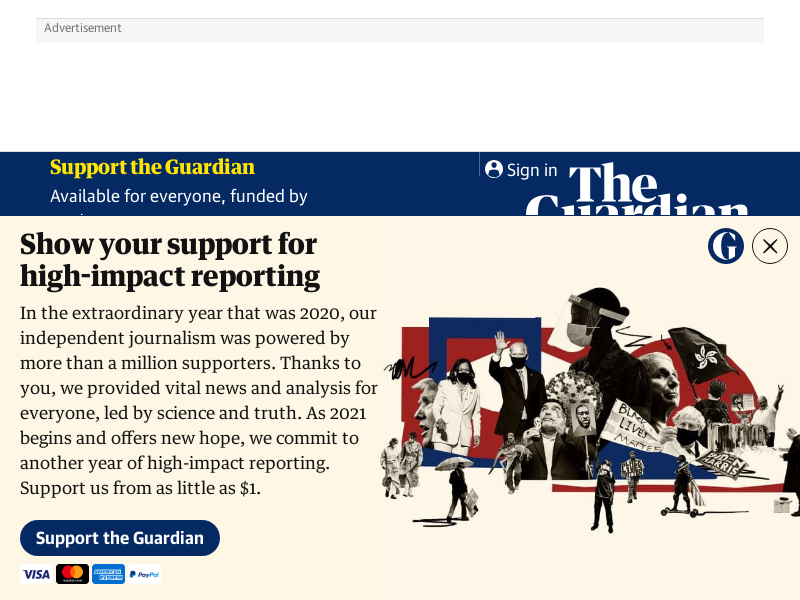 Advertisement
Support the Guardian
Available for everyone, funded by
Sign in
The
Guardian
Show your support for
high-impact reporting
G
In the extraordinary year that was 2020, our
independent journalism was powered by
more than a million supporters. Thanks to
you, we provided vital news and analysis for
everyone, led by science and truth. As 2021
begins and offers new hope, we commit to
another year of high-impact reporting.
Support us from as little as $1.
BLACK
LIVES
MATTER
Support the Guardian
VISA
mastercard
AMERICAN
EXPRESS
PayPal